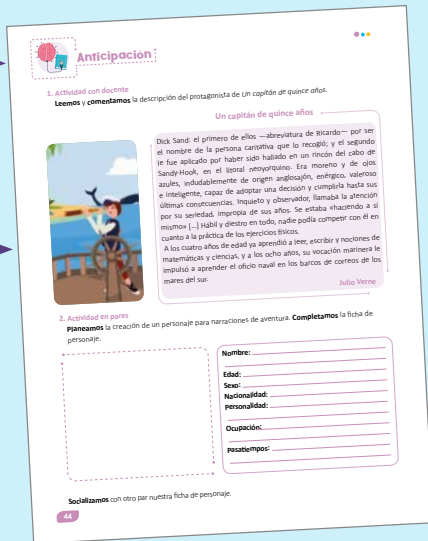 Anticipación
1. Actividad con docente
Leemos y comentamos la descripción del protagonista de Un capitán de quince años.
Un capitán de quince años
Dick Sand: el primero de ellos —abreviatura de Ricardo— por ser
el nombre de la persona caritativa que lo recogió; y el segundo
le fue aplicado por haber sido hallado en un rincón del cabo de
Sandy-Hook, en el litoral neoyorquino. Era moreno y de ojos
azules, indudablemente de origen anglosajón, enérgico, valeroso
e inteligente, capaz de adoptar una decisión y cumplirla hasta sus
últimas consecuencias. Inquieto y observador, llamaba la atención
por su seriedad, impropia de sus años. Se estaba «haciendo a sí
mismo» [...] Hábil y diestro en todo, nadie podía competir con él en
cuanto a la práctica de los ejercicios físicos.
A los cuatro años de edad ya aprendió a leer, escribir y nociones de
matemáticas y ciencias, y a los ocho años, su vocación marinera le
impulsó a aprender el oficio naval en los barcos de correos de los
mares del sur.
Julio Verne
2. Actividad en pares
Planeamos la creación de un personaje para narraciones de aventura. Completamos la ficha de
personaje.
Nombre:
Edad:
Sexo:
Nacionalidad:
Personalidad:
Ocupación:
Pasatiempos:
Socializamos con otro par nuestra ficha de personaje.
44